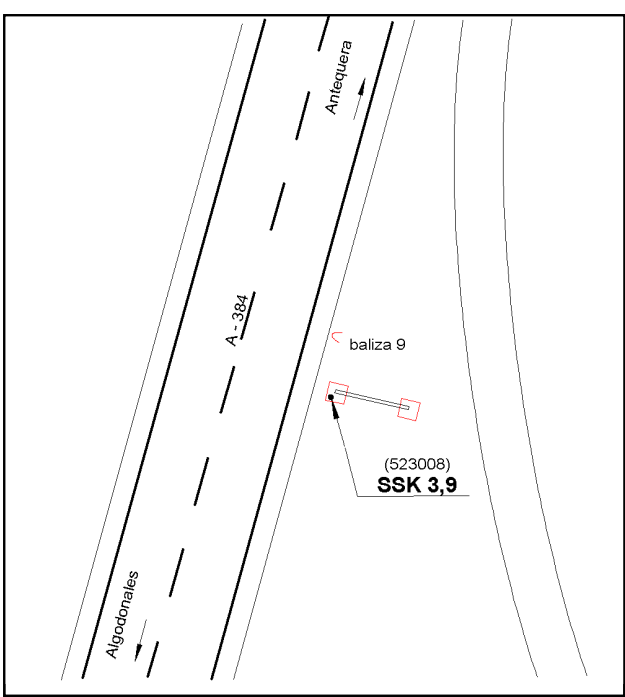 Antequera
A - 384
baliza 9
(523008)
SSK 3,9
Algodonales